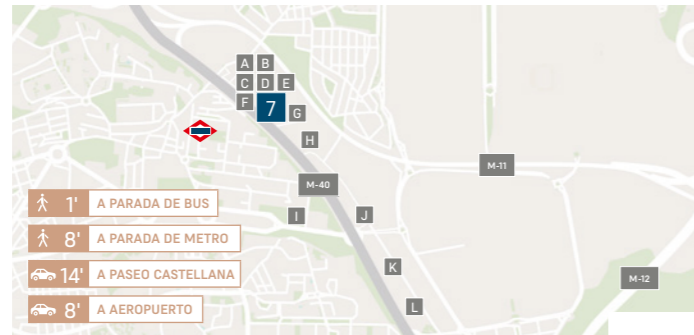 A B
C D E
F 7 G
H
M-11
M-40
I J
K
M-12
L
1' A PARADA DE BUS
8' A PARADA DE METRO
14' A PASEO CASTELLANA
8' A AEROPUERTO